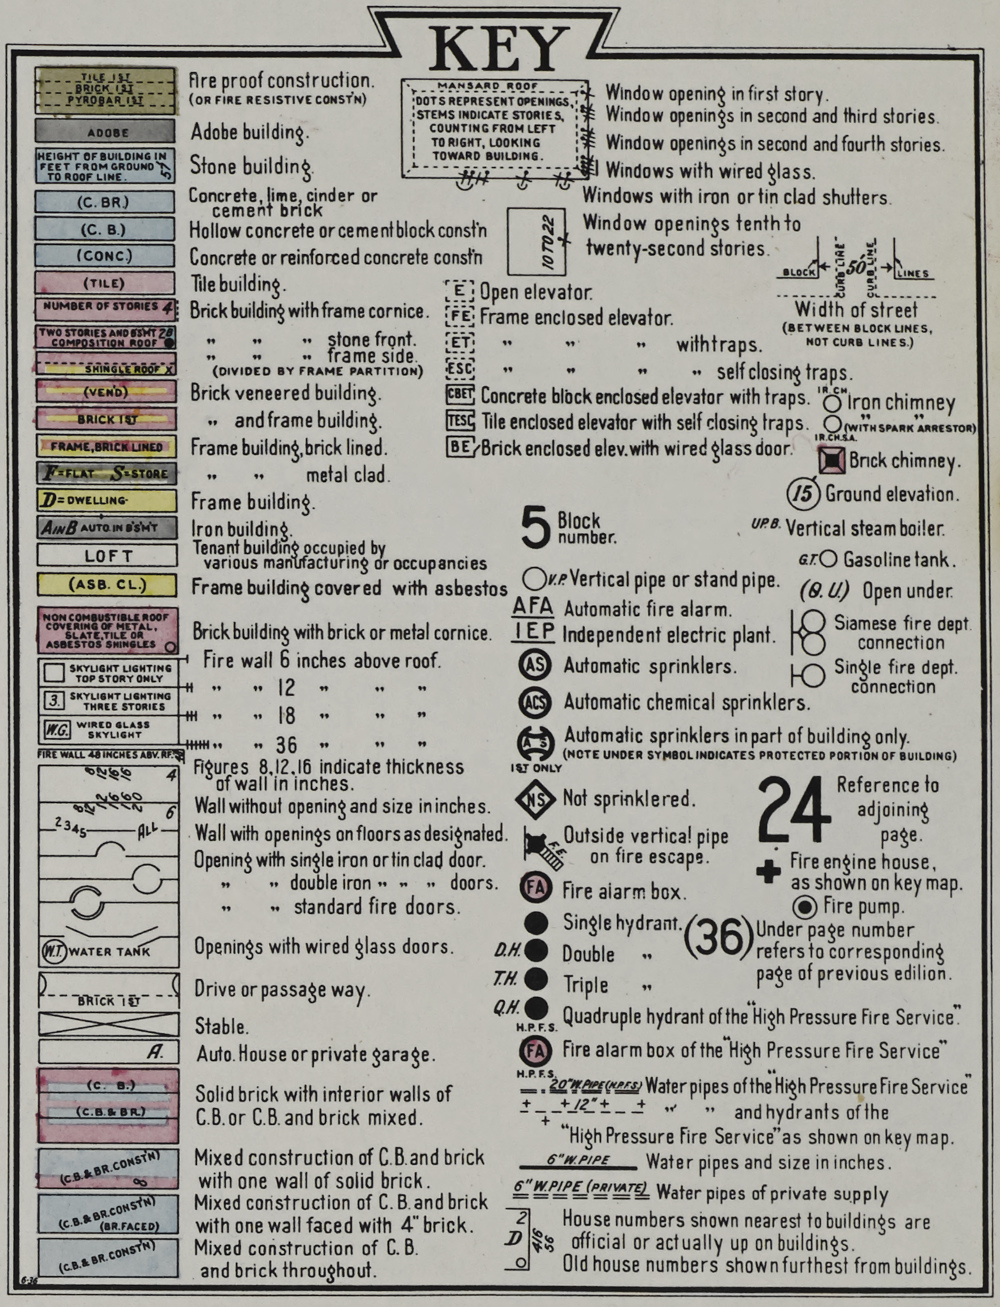 KEY
TILE 1ST
BRICK 1ST
PYROBAR 1ST
Fire proof construction.
(OR FIRE RESISTIVE CONST'N)
ADOBE
Adobe building.
HEIGHT OF BUILDING IN
FEET FROM GROUND
TO ROOF LINE.
Stone building.
(C. BR.)
Concrete, lime, cinder or
cement brick
(C. B.)
Hollow concrete or cement block const'n
(CONC.)
Concrete or reinforced concrete const'n
(TILE)
Tile building.
NUMBER OF STORIES 4
Brick building with frame cornice.
TWO STORIES AND BSMT 2B
COMPOSITION ROOF
" " " stone front.
SHINGLE ROOF X
" " " frame side.
(DIVIDED BY FRAME PARTITION)
(VEND)
Brick veneered building.
BRICK 1ST
" and frame building.
FRAME, BRICK LINED
Frame building, brick lined.
F=FLAT S=STORE
" " metal clad.
D=DWELLING
Frame building.
A IN B AUTO. IN B'SM'T
Iron building.
LOFT
Tenant building occupied by
various manufacturing or occupancies
(ASB. CL.)
Frame building covered with asbestos
NON COMBUSTIBLE ROOF
COVERING OF METAL,
SLATE, TILE OR
ASBESTOS SHINGLES
Brick building with brick or metal cornice.
SKYLIGHT LIGHTING
TOP STORY ONLY
Fire wall 6 inches above roof.
3. SKYLIGHT LIGHTING
THREE STORIES
" " 12 " " "
W.G. WIRED GLASS
SKYLIGHT
" " 18 " " "
" " 36 " " "
FIRE WALL 48 INCHES ABV. RF.
4
Figures 8, 12, 16 indicate thickness
of wall in inches.
6
Wall without opening and size in inches.
2345 ALL
Wall with openings on floors as designated.
Opening with single iron or tin clad door.
" " double iron " " " doors.
" " standard fire doors.
W.T. WATER TANK
Openings with wired glass doors.
BRICK 1ST
Drive or passage way.
Stable.
A.
Auto. House or private garage.
(C. B.)
(C.B. & BR.)
Solid brick with interior walls of
C.B. or C.B. and brick mixed.
(C.B. & BR. CONST'N)
8
Mixed construction of C.B. and brick
with one wall of solid brick.
(C.B. & BR. CONST'N)
(BR. FACED)
Mixed construction of C.B. and brick
with one wall faced with 4" brick.
(C.B. & BR. CONST'N)
Mixed construction of C.B.
and brick throughout.
6-36
MANSARD ROOF
DOTS REPRESENT OPENINGS,
STEMS INDICATE STORIES,
COUNTING FROM LEFT
TO RIGHT, LOOKING
TOWARD BUILDING.
Window opening in first story.
Window openings in second and third stories.
Window openings in second and fourth stories.
Windows with wired glass.
Windows with iron or tin clad shutters.
10 TO 22
Window openings tenth to
twenty-second stories.
BLOCK CURB LINE 50' CURB LINE LINES
Width of street
(BETWEEN BLOCK LINES,
NOT CURB LINES.)
E Open elevator.
FE Frame enclosed elevator.
ET " " " with traps.
ESC " " " " self closing traps.
CBET Concrete block enclosed elevator with traps.
TESC Tile enclosed elevator with self closing traps.
BE Brick enclosed elev. with wired glass door.
IR. CH.
Iron chimney
" " (WITH SPARK ARRESTOR)
IR. CH. S.A.
Brick chimney.
15 Ground elevation.
5 Block
number.
U.P.B. Vertical steam boiler.
G.T. Gasoline tank.
V.P. Vertical pipe or stand pipe.
(O.U.) Open under.
AFA Automatic fire alarm.
IEP Independent electric plant.
Siamese fire dept.
connection
AS Automatic sprinklers.
Single fire dept.
connection
ACS Automatic chemical sprinklers.
AS Automatic sprinklers in part of building only.
(NOTE UNDER SYMBOL INDICATES PROTECTED PORTION OF BUILDING)
1ST ONLY
NS Not sprinklered.
24 Reference to
adjoining
page.
F.E.
Outside vertical pipe
on fire escape.
Fire engine house,
as shown on key map.
FA Fire alarm box.
Fire pump.
Single hydrant.
(36) Under page number
refers to corresponding
page of previous edilion.
D.H. Double "
T.H. Triple "
Q.H. Quadruple hydrant of the "High Pressure Fire Service".
H.P.F.S.
FA Fire alarm box of the "High Pressure Fire Service"
H.P.F.S.
20" W.PIPE (H.P.F.S.) Water pipes of the "High Pressure Fire Service"
12" " " and hydrants of the
"High Pressure Fire Service" as shown on key map.
6" W. PIPE Water pipes and size in inches.
6" W. PIPE (PRIVATE) Water pipes of private supply
2
D
O
416
56
House numbers shown nearest to buildings are
official or actually up on buildings.
Old house numbers shown furthest from buildings.